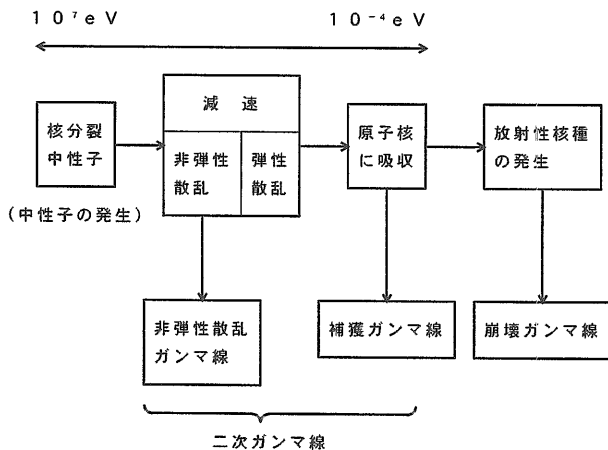 10⁷eV
10⁻⁴eV
減速
核分裂
中性子
非弾性
散乱
弾性
散乱
原子核
に吸収
放射性核種
の発生
(中性子の発生)
非弾性散乱
ガンマ線
補獲ガンマ線
崩壊ガンマ線
二次ガンマ線